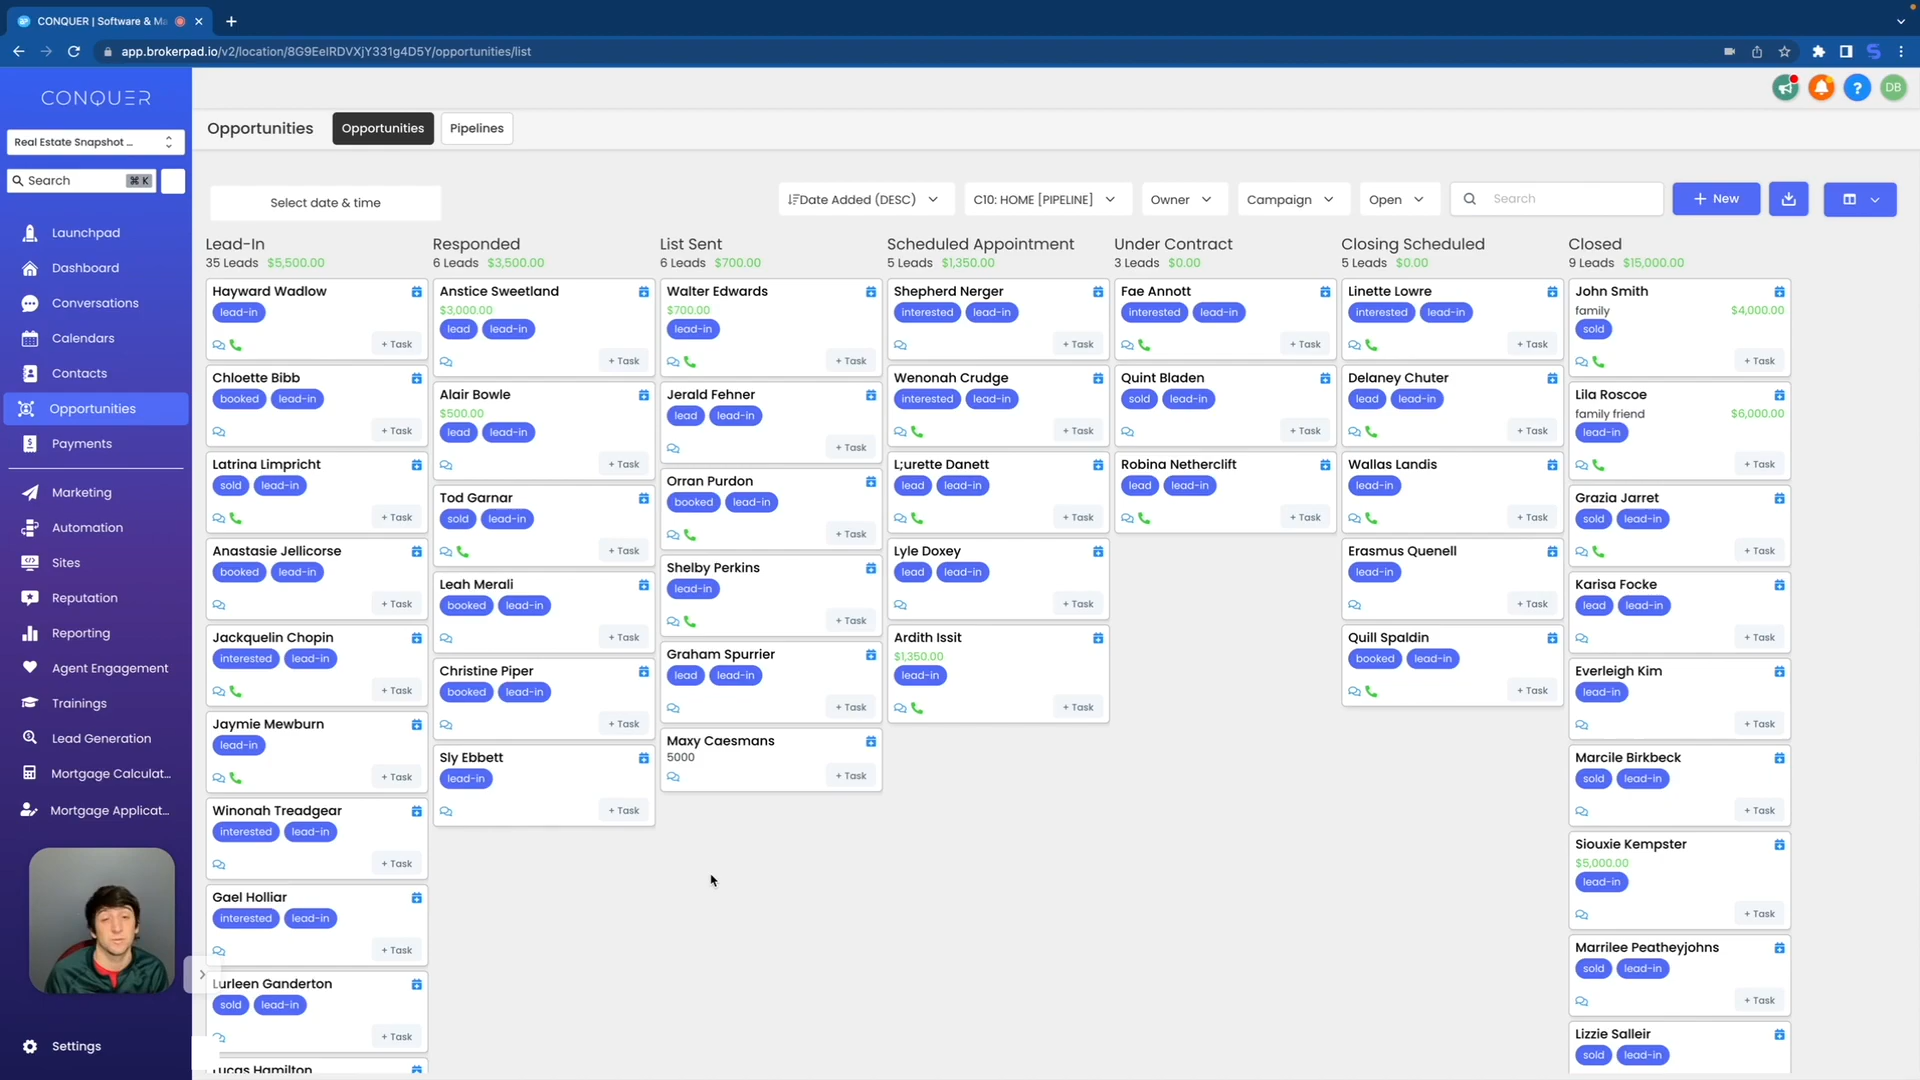 CONQUER | Software & Ma
app.brokerpad.io/v2/location/8G9EelRDVXjY331g4D5Y/opportunities/list
CONQUER
Real Estate Snapshot ...
Search
⌘ K
Launchpad
Dashboard
Conversations
Calendars
Contacts
Opportunities
Payments
Marketing
Automation
Sites
Reputation
Reporting
Agent Engagement
Trainings
Lead Generation
Mortgage Calculat...
Mortgage Applicat...
Settings
DB
Opportunities
Opportunities
Pipelines
Select date & time
Date Added (DESC)
C10: HOME [PIPELINE]
Owner
Campaign
Open
Search
+ New
Lead-In
35 Leads $5,500.00
Hayward Wadlow
lead-in
+ Task
Chloette Bibb
booked lead-in
+ Task
Latrina Limpricht
sold lead-in
+ Task
Anastasie Jellicorse
booked lead-in
+ Task
Jackquelin Chopin
interested lead-in
+ Task
Jaymie Mewburn
lead-in
+ Task
Winonah Treadgear
interested lead-in
+ Task
Gael Holliar
interested lead-in
+ Task
Lurleen Ganderton
sold lead-in
+ Task
Lucas Hamilton
Responded
6 Leads $3,500.00
Anstice Sweetland
$3,000.00
lead lead-in
+ Task
Alair Bowle
$500.00
lead lead-in
+ Task
Tod Garnar
sold lead-in
+ Task
Leah Merali
booked lead-in
+ Task
Christine Piper
booked lead-in
+ Task
Sly Ebbett
lead-in
+ Task
List Sent
6 Leads $700.00
Walter Edwards
$700.00
lead-in
+ Task
Jerald Fehner
lead lead-in
+ Task
Orran Purdon
booked lead-in
+ Task
Shelby Perkins
lead-in
+ Task
Graham Spurrier
lead lead-in
+ Task
Maxy Caesmans
5000
+ Task
Scheduled Appointment
5 Leads $1,350.00
Shepherd Nerger
interested lead-in
+ Task
Wenonah Crudge
interested lead-in
+ Task
L;urette Danett
lead lead-in
+ Task
Lyle Doxey
lead lead-in
+ Task
Ardith Issit
$1,350.00
lead-in
+ Task
Under Contract
3 Leads $0.00
Fae Annott
interested lead-in
+ Task
Quint Bladen
sold lead-in
+ Task
Robina Netherclift
lead lead-in
+ Task
Closing Scheduled
5 Leads $0.00
Linette Lowre
interested lead-in
+ Task
Delaney Chuter
lead lead-in
+ Task
Wallas Landis
lead-in
+ Task
Erasmus Quenell
lead-in
+ Task
Quill Spaldin
booked lead-in
+ Task
Closed
9 Leads $15,000.00
John Smith
family $4,000.00
sold
+ Task
Lila Roscoe
family friend $6,000.00
lead-in
+ Task
Grazia Jarret
sold lead-in
+ Task
Karisa Focke
lead lead-in
+ Task
Everleigh Kim
lead-in
+ Task
Marcile Birkbeck
sold lead-in
+ Task
Siouxie Kempster
$5,000.00
lead-in
+ Task
Marrilee Peatheyjohns
sold lead-in
+ Task
Lizzie Salleir
sold lead-in